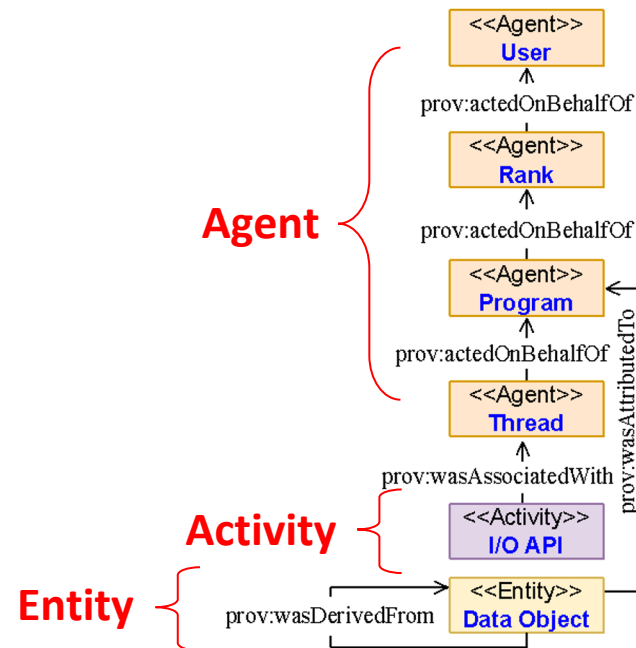 <<Agent>>
User
prov:actedOnBehalfOf
<<Agent>>
Rank
prov:actedOnBehalfOf
Agent
<<Agent>>
Program
prov:actedOnBehalfOf
prov:wasAttributedTo
<<Agent>>
Thread
prov:wasAssociatedWith
Activity
<<Activity>>
I/O API
Entity
prov:wasDerivedFrom
<<Entity>>
Data Object